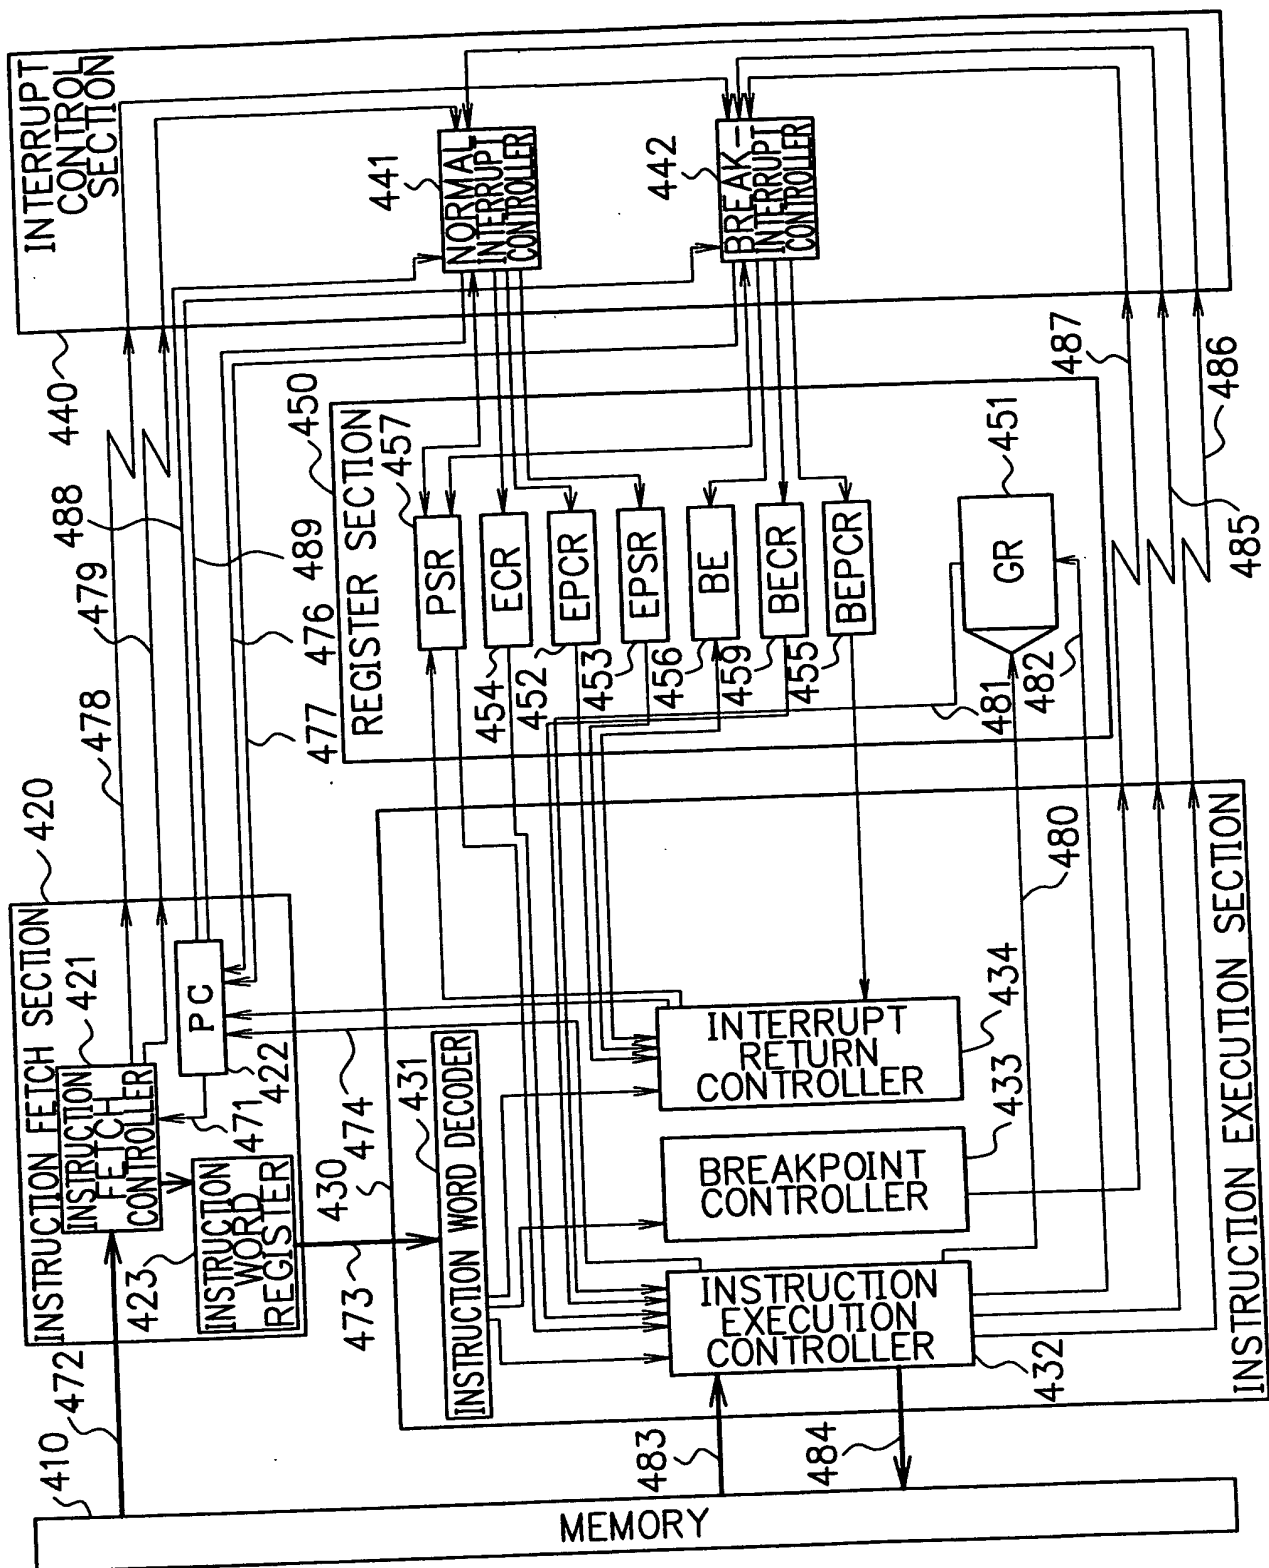 INTERRUPT
CONTROL
SECTION
440
441
NORMAL
INTERRUPT
CONTROLLER
442
BREAK-
INTERRUPT
CONTROLLER
478
479
488
489
476
477
487
486
485
REGISTER SECTION
450
457
PSR
ECR
454
EPCR
452
EPSR
453
BE
456
BECR
459
BEPCR
455
GR
451
481
482
480
INSTRUCTION FETCH SECTION
420
421
INSTRUCTION
FETCH
CONTROLLER
PC
422
471
474
423
INSTRUCTION
WORD
REGISTER
473
430
INSTRUCTION WORD DECODER
431
INTERRUPT
RETURN
CONTROLLER
434
BREAKPOINT
CONTROLLER
433
INSTRUCTION
EXECUTION
CONTROLLER
432
INSTRUCTION EXECUTION SECTION
410
472
483
484
MEMORY